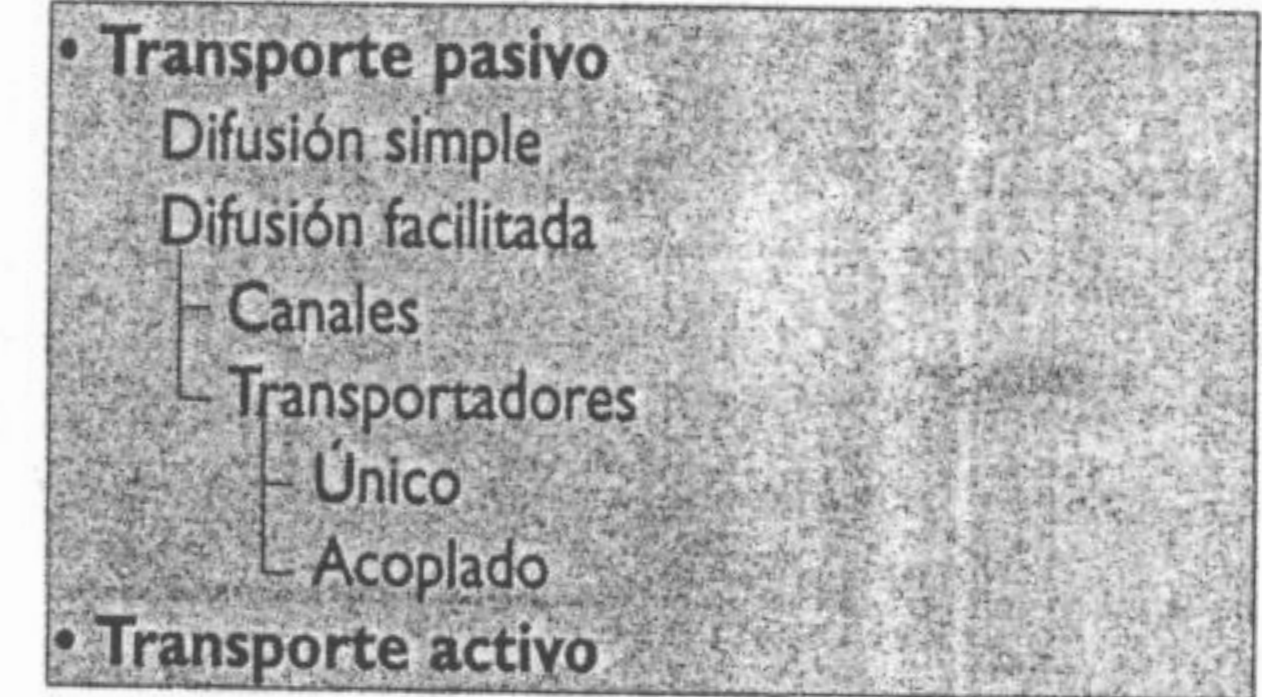 • Transporte pasivo
Difusión simple
Difusión facilitada
Canales
Transportadores
Único
Acoplado
• Transporte activo